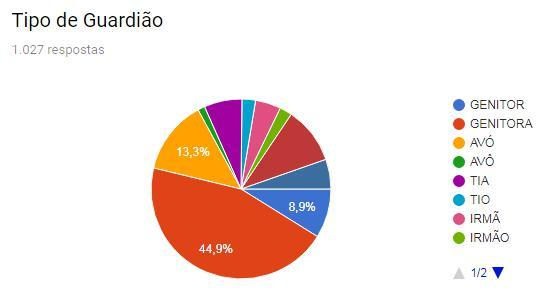 Tipo de Guardião
1.027 respostas
13,3%
8,9%
44,9%
GENITOR
GENITORA
AVÓ
AVÔ
TIA
TIO
IRMÃ
IRMÃO
1/2